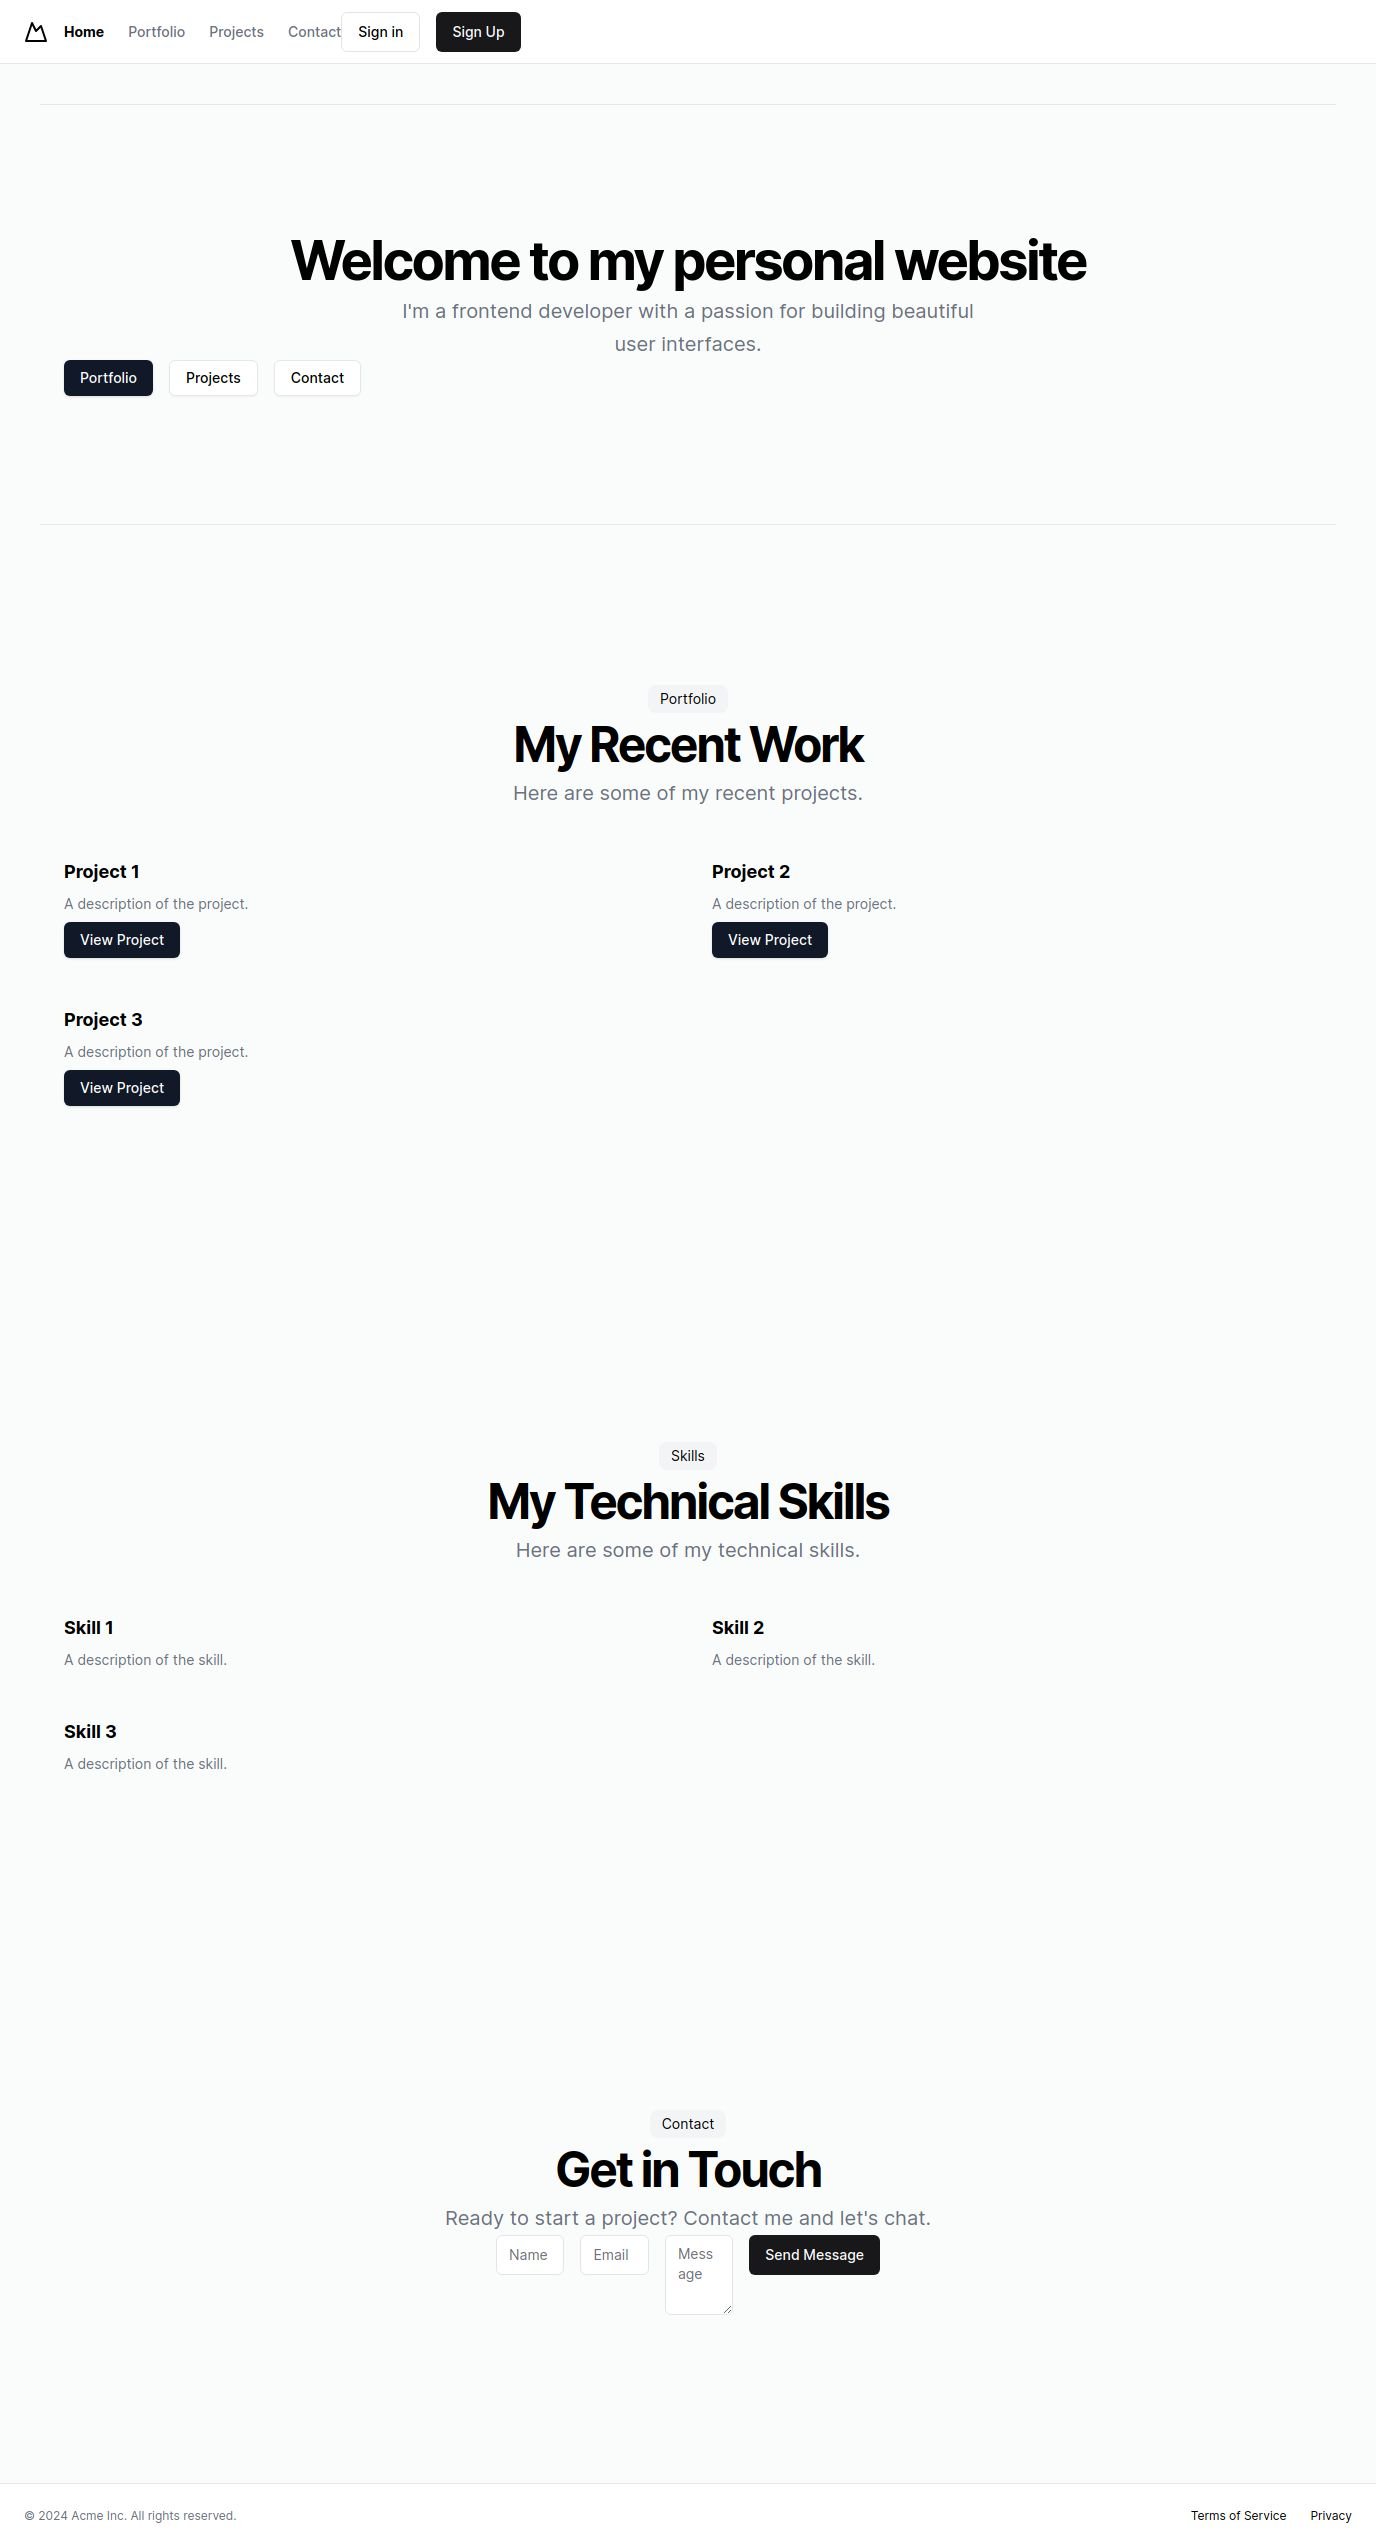 Home Portfolio Projects Contact Sign in Sign Up
Welcome to my personal website
I'm a frontend developer with a passion for building beautiful
user interfaces.
Portfolio Projects Contact
Portfolio
My Recent Work
Here are some of my recent projects.
Project 1
A description of the project.
View Project
Project 2
A description of the project.
View Project
Project 3
A description of the project.
View Project
Skills
My Technical Skills
Here are some of my technical skills.
Skill 1
A description of the skill.
Skill 2
A description of the skill.
Skill 3
A description of the skill.
Contact
Get in Touch
Ready to start a project? Contact me and let's chat.
Name
Email
Mess
age
Send Message
© 2024 Acme Inc. All rights reserved.
Terms of Service Privacy